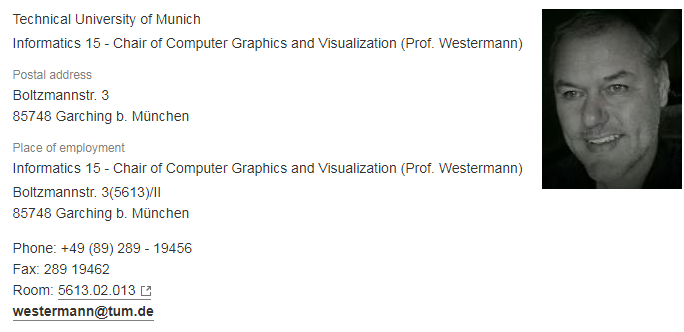 Technical University of Munich
Informatics 15 - Chair of Computer Graphics and Visualization (Prof. Westermann)
Postal address
Boltzmannstr. 3
85748 Garching b. München
Place of employment
Informatics 15 - Chair of Computer Graphics and Visualization (Prof. Westermann)
Boltzmannstr. 3(5613)/II
85748 Garching b. München
Phone: +49 (89) 289 - 19456
Fax: 289 19462
Room: 5613.02.013
westermann@tum.de